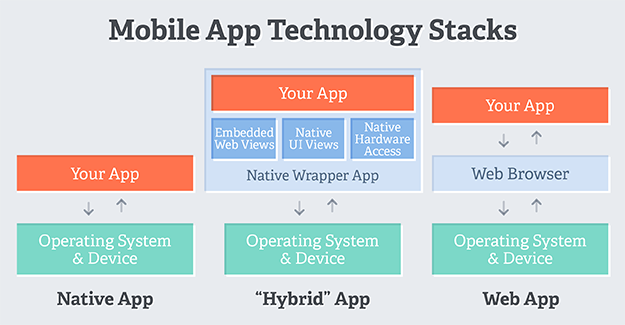 Mobile App Technology Stacks
Your App
Operating System
& Device
Native App
Your App
Embedded
Web Views
Native
UI Views
Native
Hardware
Access
Native Wrapper App
Operating System
& Device
“Hybrid” App
Your App
Web Browser
Operating System
& Device
Web App